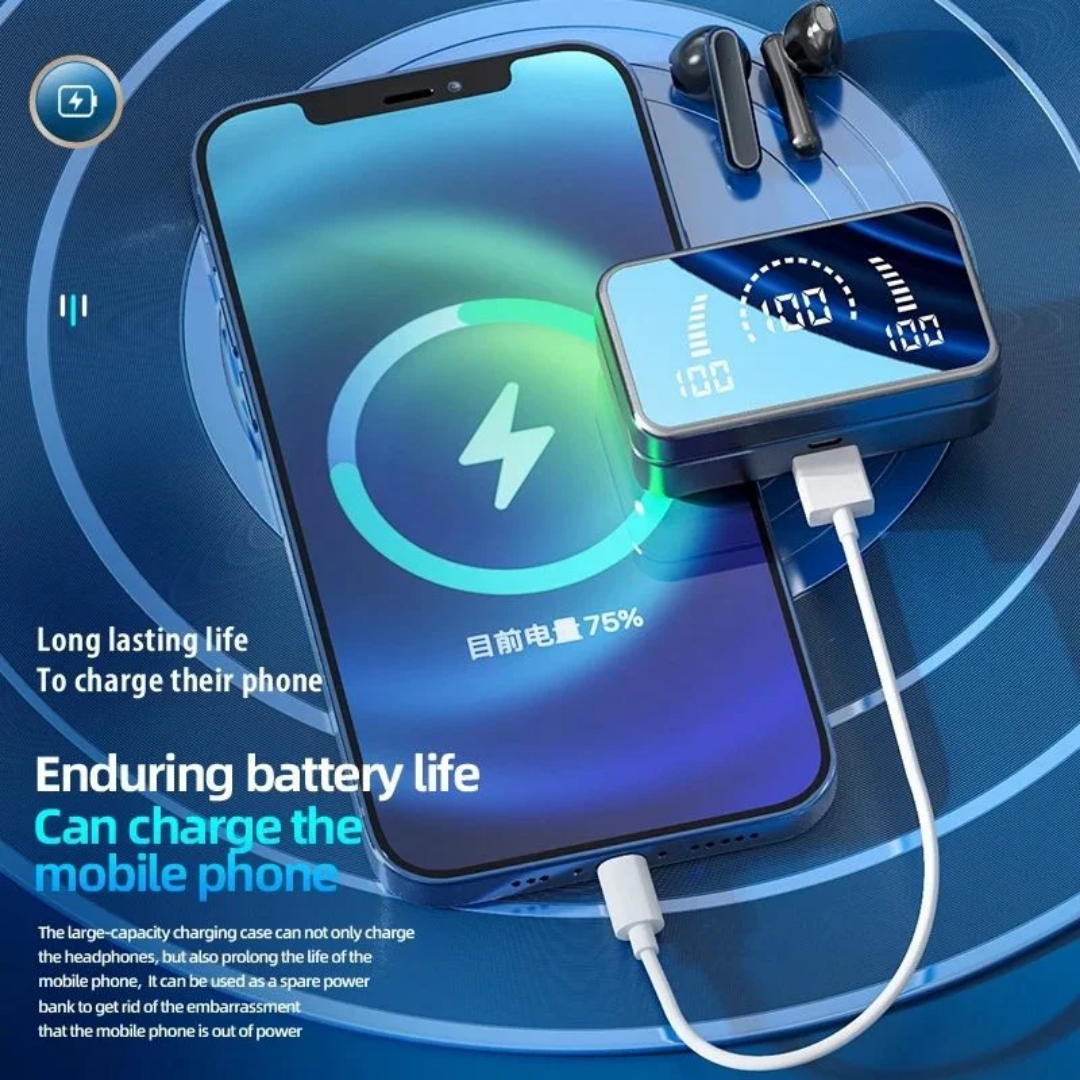 100
100
100
目前电量 75%
Long lasting life
To charge their phone
Enduring battery life
Can charge the
mobile phone
The large-capacity charging case can not only charge
the headphones, but also prolong the life of the
mobile phone, It can be used as a spare power
bank to get rid of the embarrassment
that the mobile phone is out of power